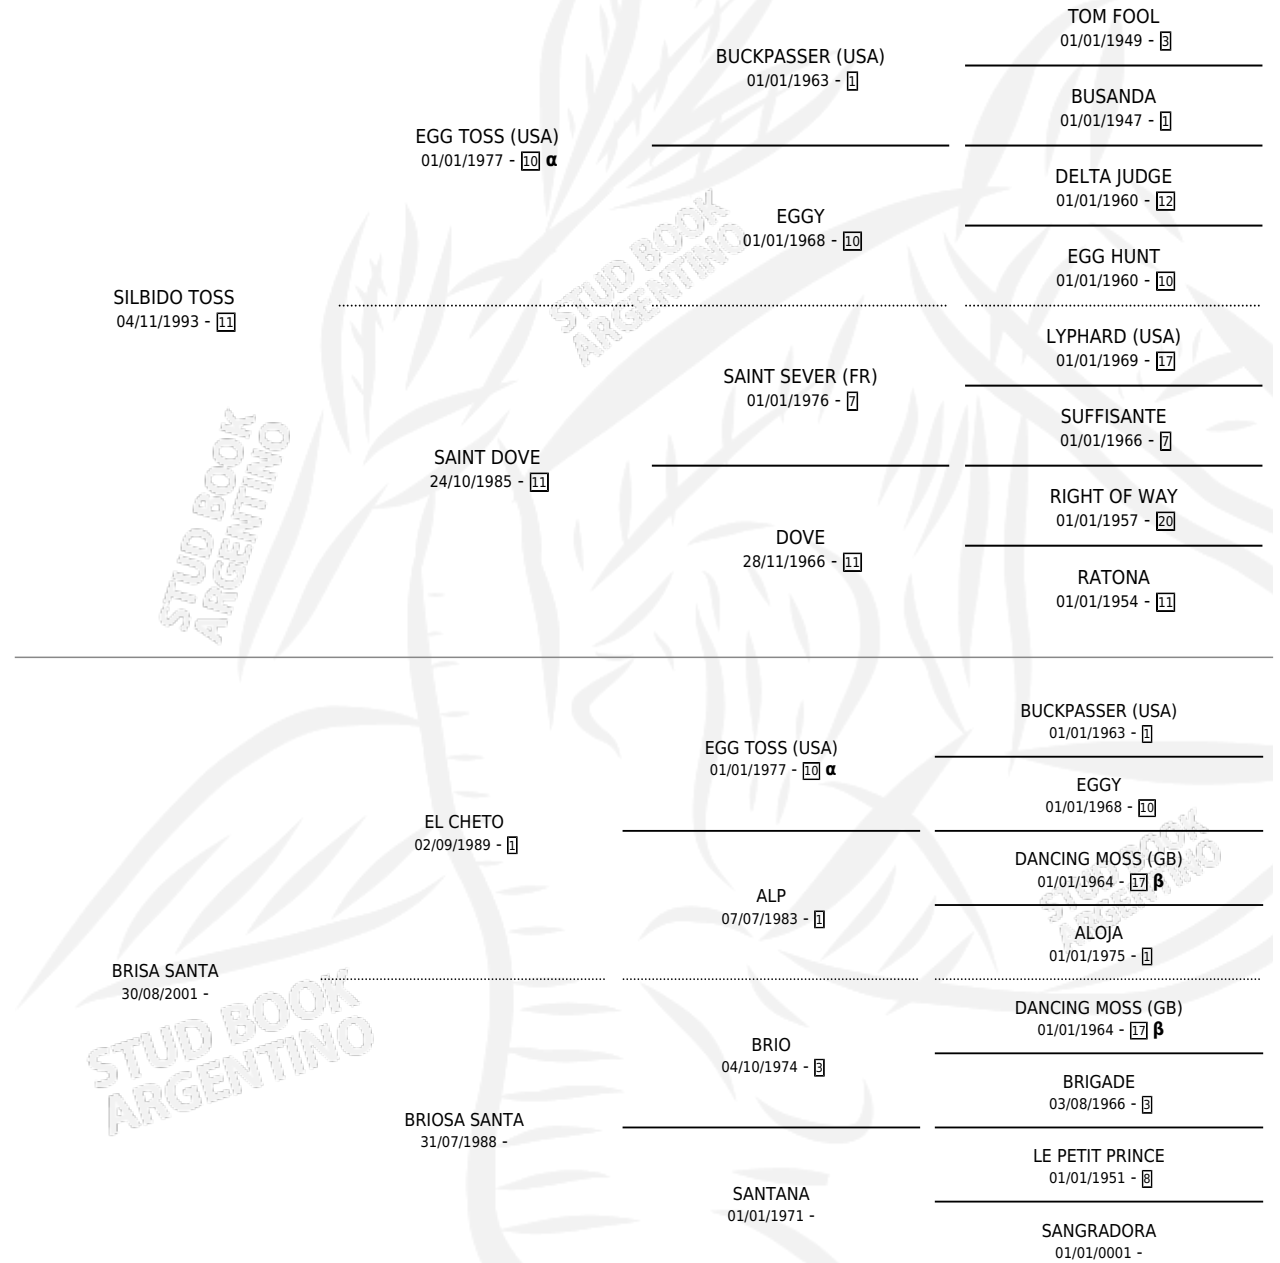 TOM FOOL
01/01/1949 - 3
BUCKPASSER (USA)
01/01/1963 - 1
BUSANDA
01/01/1947 - 1
EGG TOSS (USA)
01/01/1977 - 10 α
DELTA JUDGE
01/01/1960 - 12
EGGY
01/01/1968 - 10
EGG HUNT
01/01/1960 - 10
SILBIDO TOSS
04/11/1993 - 11
LYPHARD (USA)
01/01/1969 - 17
SAINT SEVER (FR)
01/01/1976 - 7
SUFFISANTE
01/01/1966 - 7
SAINT DOVE
24/10/1985 - 11
RIGHT OF WAY
01/01/1957 - 20
DOVE
28/11/1966 - 11
RATONA
01/01/1954 - 11
STUD BOOK
ARGENTINO
STUD BOOK
ARGENTINO
BUCKPASSER (USA)
01/01/1963 - 1
EGG TOSS (USA)
01/01/1977 - 10 α
EGGY
01/01/1968 - 10
EL CHETO
02/09/1989 - 1
DANCING MOSS (GB)
01/01/1964 - 17 β
ALP
07/07/1983 - 1
ALOJA
01/01/1975 - 1
BRISA SANTA
30/08/2001 -
DANCING MOSS (GB)
01/01/1964 - 17 β
BRIO
04/10/1974 - 3
BRIGADE
03/08/1966 - 3
BRIOSA SANTA
31/07/1988 -
LE PETIT PRINCE
01/01/1951 - 8
SANTANA
01/01/1971 -
SANGRADORA
01/01/0001 -
STUD BOOK
ARGENTINO
STUD BOOK
ARGENTINO